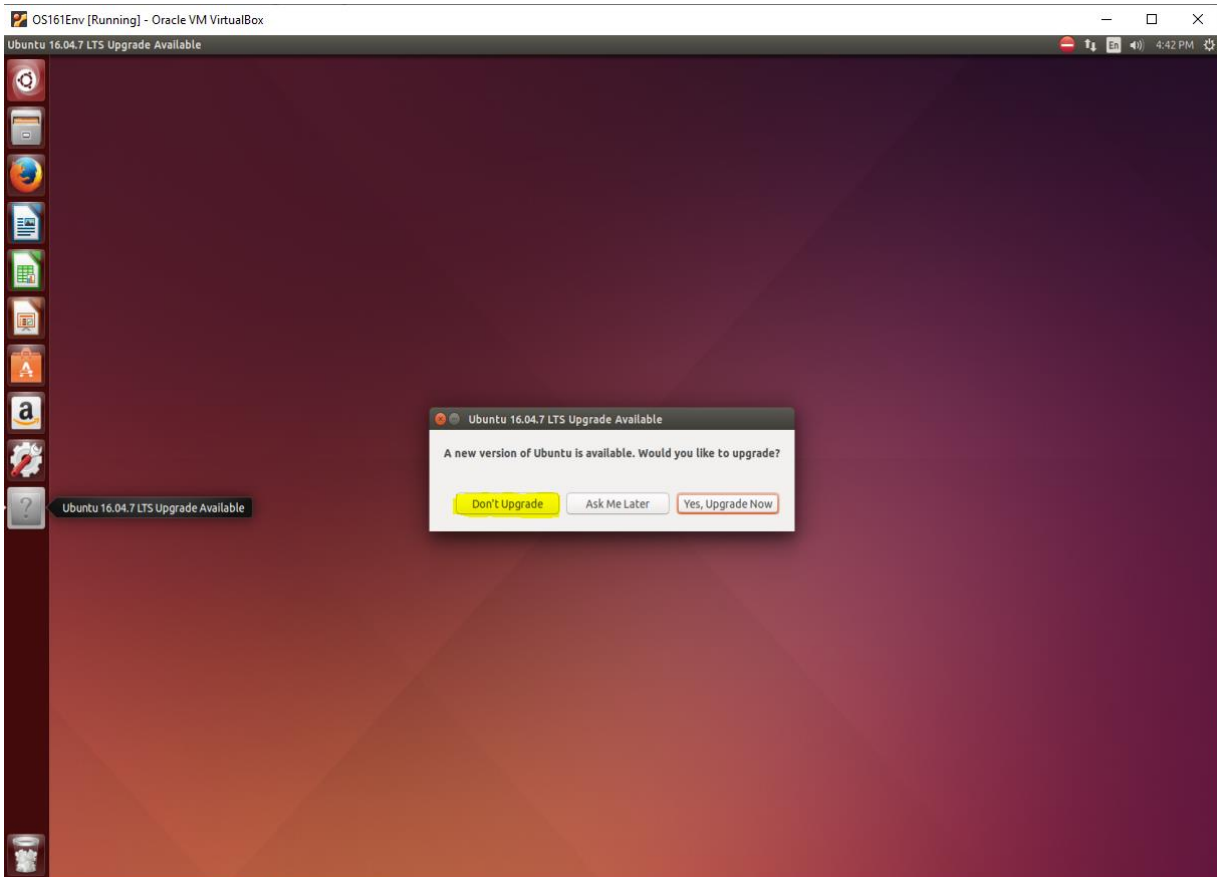 OS161Env [Running] - Oracle VM VirtualBox
Ubuntu 16.04.7 LTS Upgrade Available
En
4:42 PM
a
Ubuntu 16.04.7 LTS Upgrade Available
A new version of Ubuntu is available. Would you like to upgrade?
Don't Upgrade
Ask Me Later
Yes, Upgrade Now
?
Ubuntu 16.04.7 LTS Upgrade Available